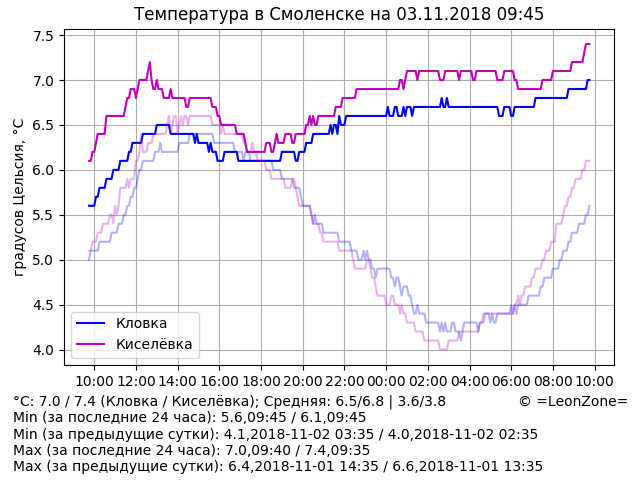 Температура в Смоленске на 03.11.2018 09:45
градусов Цельсия, °C
7.5
7.0
6.5
6.0
5.5
5.0
4.5
4.0
Кловка
Киселёвка
10:00 12:00 14:00 16:00 18:00 20:00 22:00 00:00 02:00 04:00 06:00 08:00 10:00
°C: 7.0 / 7.4 (Кловка / Киселёвка); Средняя: 6.5/6.8 | 3.6/3.8 © =LeonZone=
Min (за последние 24 часа): 5.6,09:45 / 6.1,09:45
Min (за предыдущие сутки): 4.1,2018-11-02 03:35 / 4.0,2018-11-02 02:35
Max (за последние 24 часа): 7.0,09:40 / 7.4,09:35
Max (за предыдущие сутки): 6.4,2018-11-01 14:35 / 6.6,2018-11-01 13:35